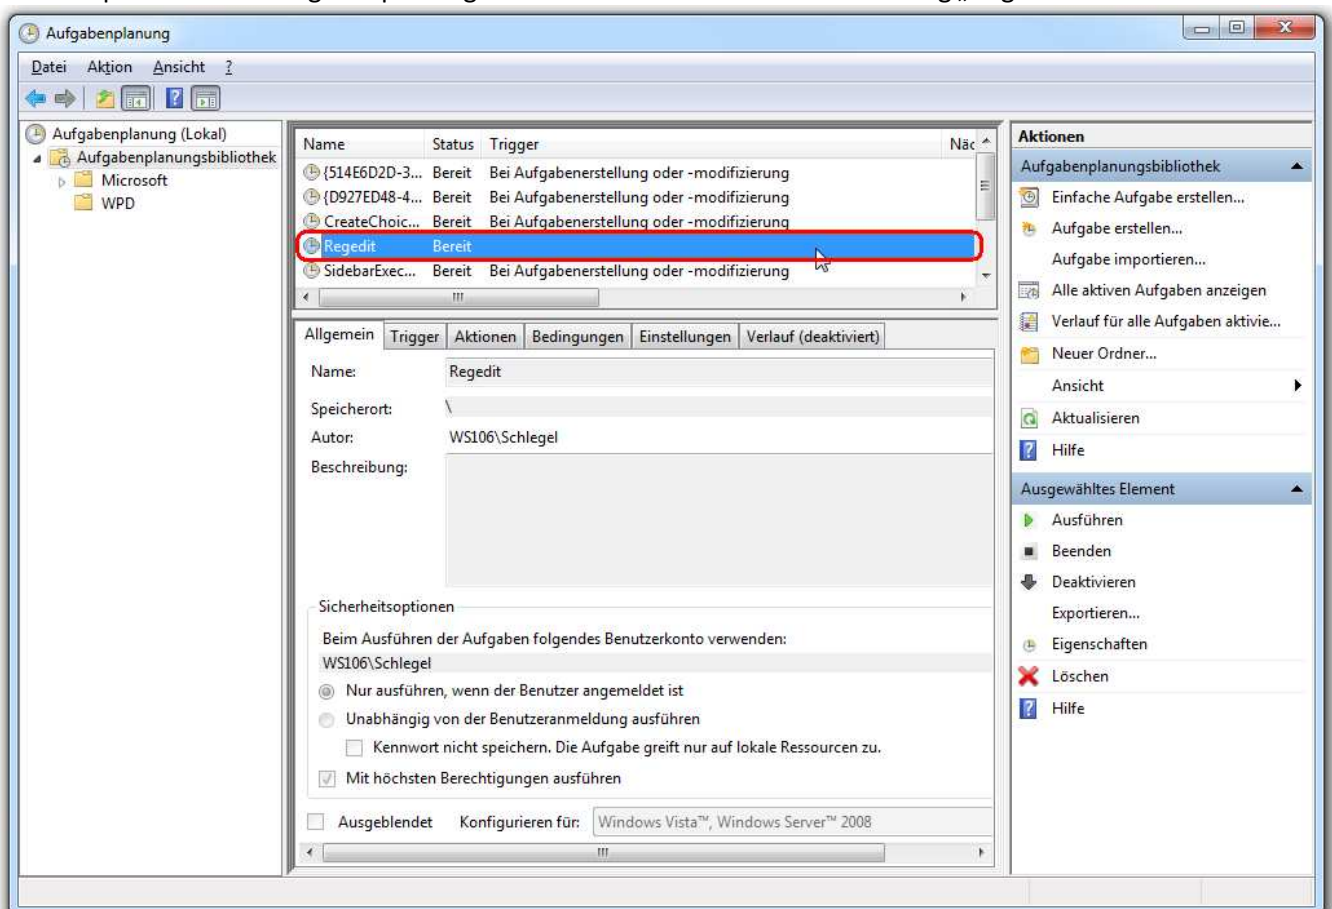 Aufgabenplanung
Datei Aktion Ansicht ?
Aufgabenplanung (Lokal)
Aufgabenplanungsbibliothek
Microsoft
WPD
Name Status Trigger Näc
{514E6D2D-3... Bereit Bei Aufgabenerstellung oder -modifizierung
{D927ED48-4... Bereit Bei Aufgabenerstellung oder -modifizierung
CreateChoic... Bereit Bei Aufgabenerstellung oder -modifizierung
Regedit Bereit
SidebarExec... Bereit Bei Aufgabenerstellung oder -modifizierung
Allgemein Trigger Aktionen Bedingungen Einstellungen Verlauf (deaktiviert)
Name: Regedit
Speicherort: \
Autor: WS106\Schlegel
Beschreibung:
Sicherheitsoptionen
Beim Ausführen der Aufgaben folgendes Benutzerkonto verwenden:
WS106\Schlegel
Nur ausführen, wenn der Benutzer angemeldet ist
Unabhängig von der Benutzeranmeldung ausführen
Kennwort nicht speichern. Die Aufgabe greift nur auf lokale Ressourcen zu.
Mit höchsten Berechtigungen ausführen
Ausgeblendet Konfigurieren für: Windows Vista™, Windows Server™ 2008
Aktionen
Aufgabenplanungsbibliothek
Einfache Aufgabe erstellen...
Aufgabe erstellen...
Aufgabe importieren...
Alle aktiven Aufgaben anzeigen
Verlauf für alle Aufgaben aktivie...
Neuer Ordner...
Ansicht
Aktualisieren
Hilfe
Ausgewähltes Element
Ausführen
Beenden
Deaktivieren
Exportieren...
Eigenschaften
Löschen
Hilfe